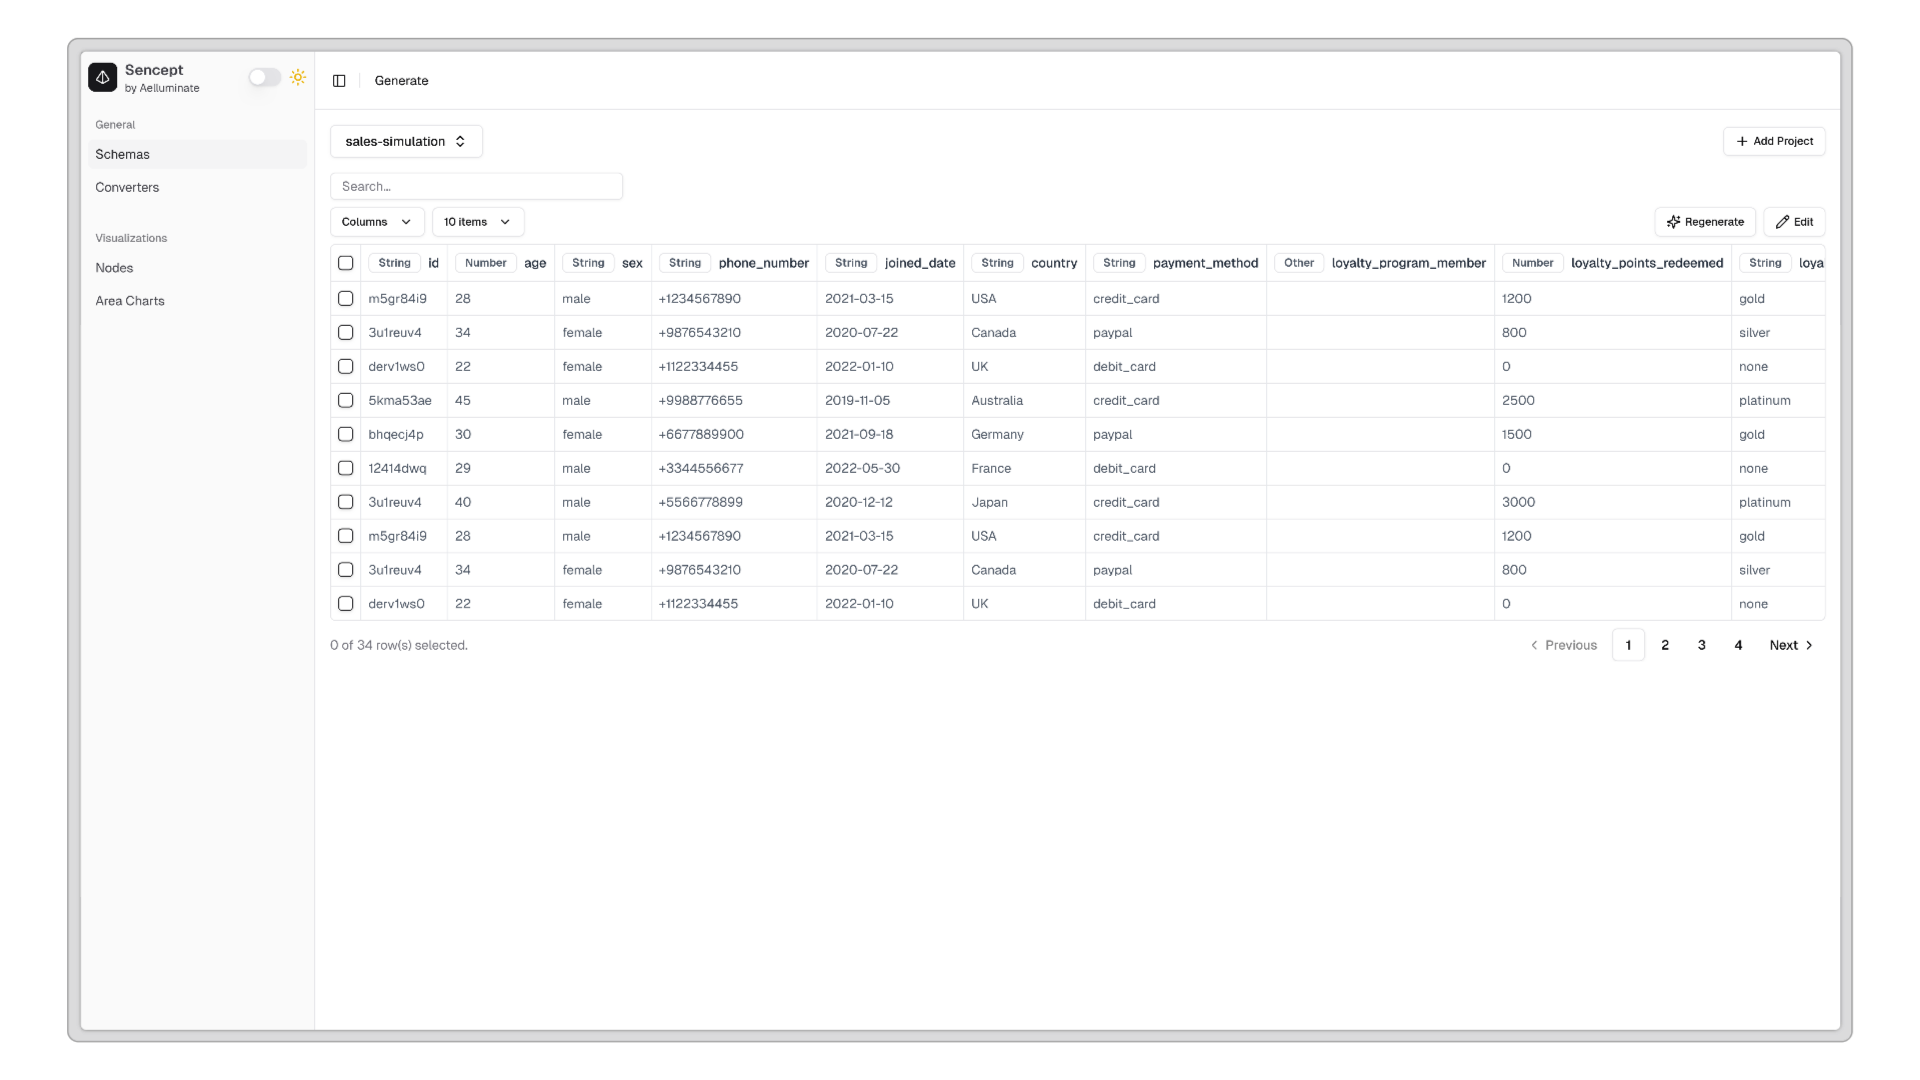 Sencept
by Aelluminate
General
Schemas
Converters
Visualizations
Nodes
Area Charts
Generate
sales-simulation
Add Project
Search...
Columns
10 items
Regenerate
Edit
String id Number age String sex String phone_number String joined_date String country String payment_method Other loyalty_program_member Number loyalty_points_redeemed String loya
m5gr84i9 28 male +1234567890 2021-03-15 USA credit_card 1200 gold
3u1reuv4 34 female +9876543210 2020-07-22 Canada paypal 800 silver
derv1ws0 22 female +1122334455 2022-01-10 UK debit_card 0 none
5kma53ae 45 male +9988776655 2019-11-05 Australia credit_card 2500 platinum
bhqecj4p 30 female +6677889900 2021-09-18 Germany paypal 1500 gold
12414dwq 29 male +3344556677 2022-05-30 France debit_card 0 none
3u1reuv4 40 male +5566778899 2020-12-12 Japan credit_card 3000 platinum
m5gr84i9 28 male +1234567890 2021-03-15 USA credit_card 1200 gold
3u1reuv4 34 female +9876543210 2020-07-22 Canada paypal 800 silver
derv1ws0 22 female +1122334455 2022-01-10 UK debit_card 0 none
0 of 34 row(s) selected.
Previous 1 2 3 4 Next